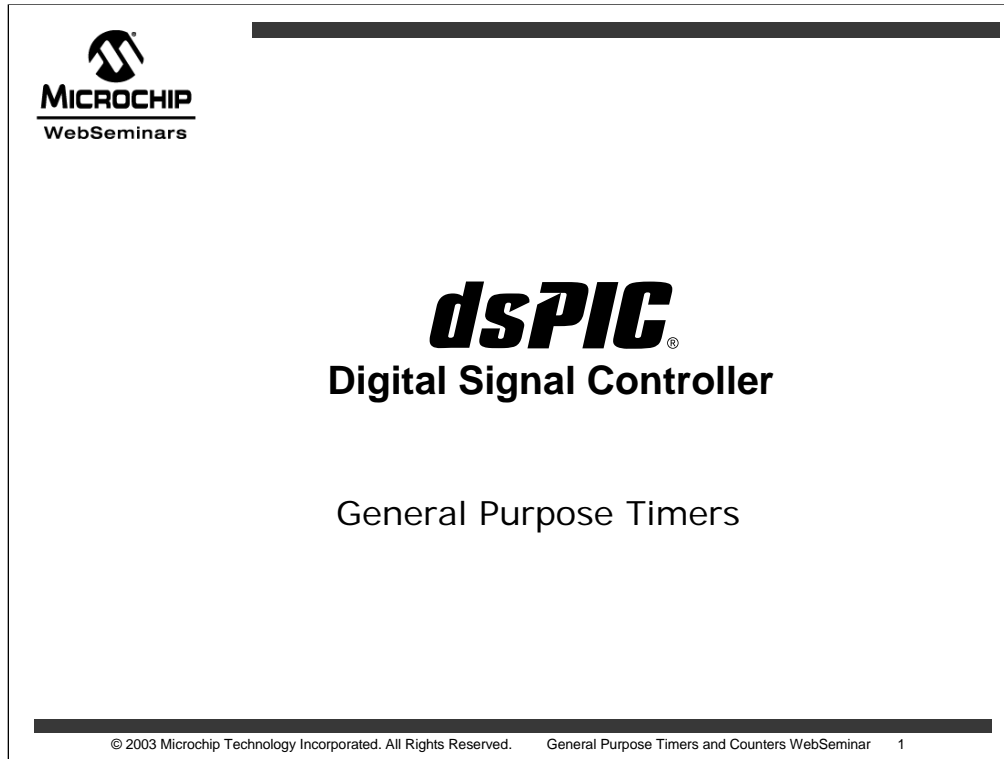 MICROCHIP
WebSeminars
dsPIC®
Digital Signal Controller
General Purpose Timers
© 2003 Microchip Technology Incorporated. All Rights Reserved. General Purpose Timers and Counters WebSeminar 1